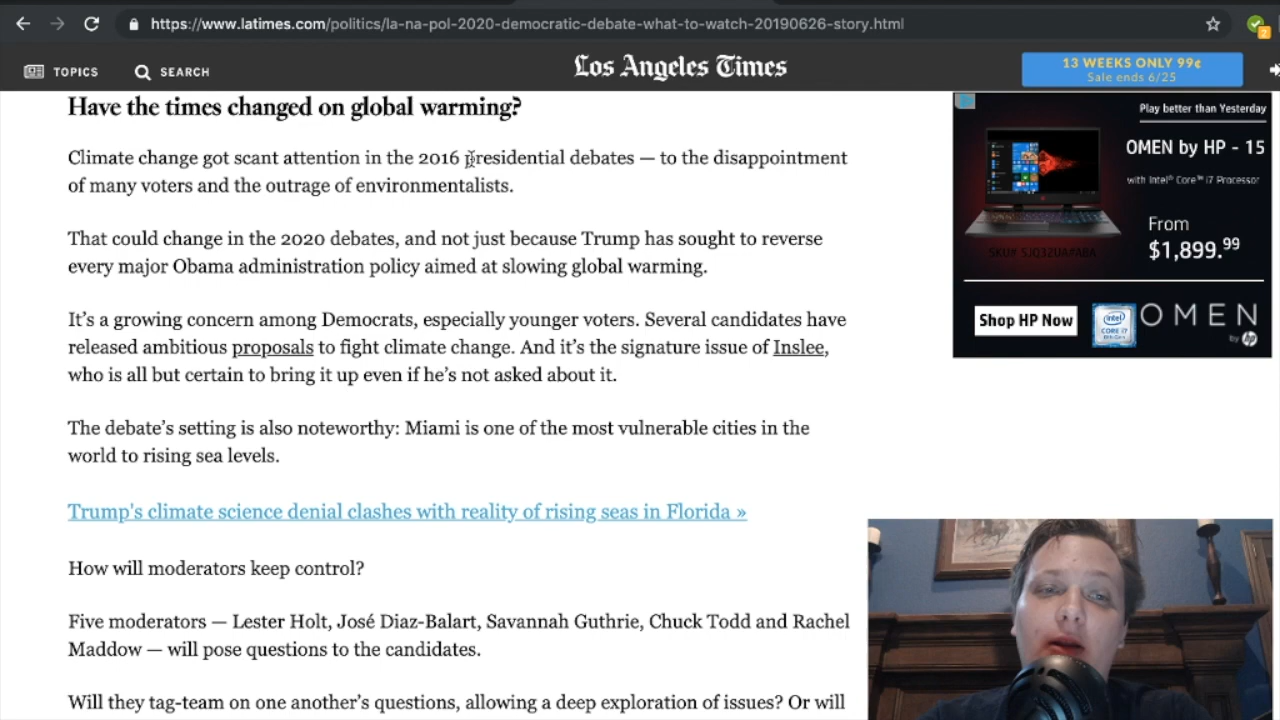 https://www.latimes.com/politics/la-na-pol-2020-democratic-debate-what-to-watch-20190626-story.html
2
TOPICS
SEARCH
Los Angeles Times
13 WEEKS ONLY 99¢
Sale ends 6/25
Have the times changed on global warming?
Climate change got scant attention in the 2016 presidential debates — to the disappointment
of many voters and the outrage of environmentalists.
That could change in the 2020 debates, and not just because Trump has sought to reverse
every major Obama administration policy aimed at slowing global warming.
It’s a growing concern among Democrats, especially younger voters. Several candidates have
released ambitious proposals to fight climate change. And it’s the signature issue of Inslee,
who is all but certain to bring it up even if he’s not asked about it.
The debate’s setting is also noteworthy: Miami is one of the most vulnerable cities in the
world to rising sea levels.
Trump's climate science denial clashes with reality of rising seas in Florida »
How will moderators keep control?
Five moderators — Lester Holt, José Diaz-Balart, Savannah Guthrie, Chuck Todd and Rachel
Maddow — will pose questions to the candidates.
Will they tag-team on one another’s questions, allowing a deep exploration of issues? Or will
Play better than Yesterday
OMEN by HP - 15
with Intel® Core™ i7 Processor
From
$1,899.99
SKU# 5JQ32UA#ABA
Shop HP Now
intel
CORE i7
OMEN
by hp